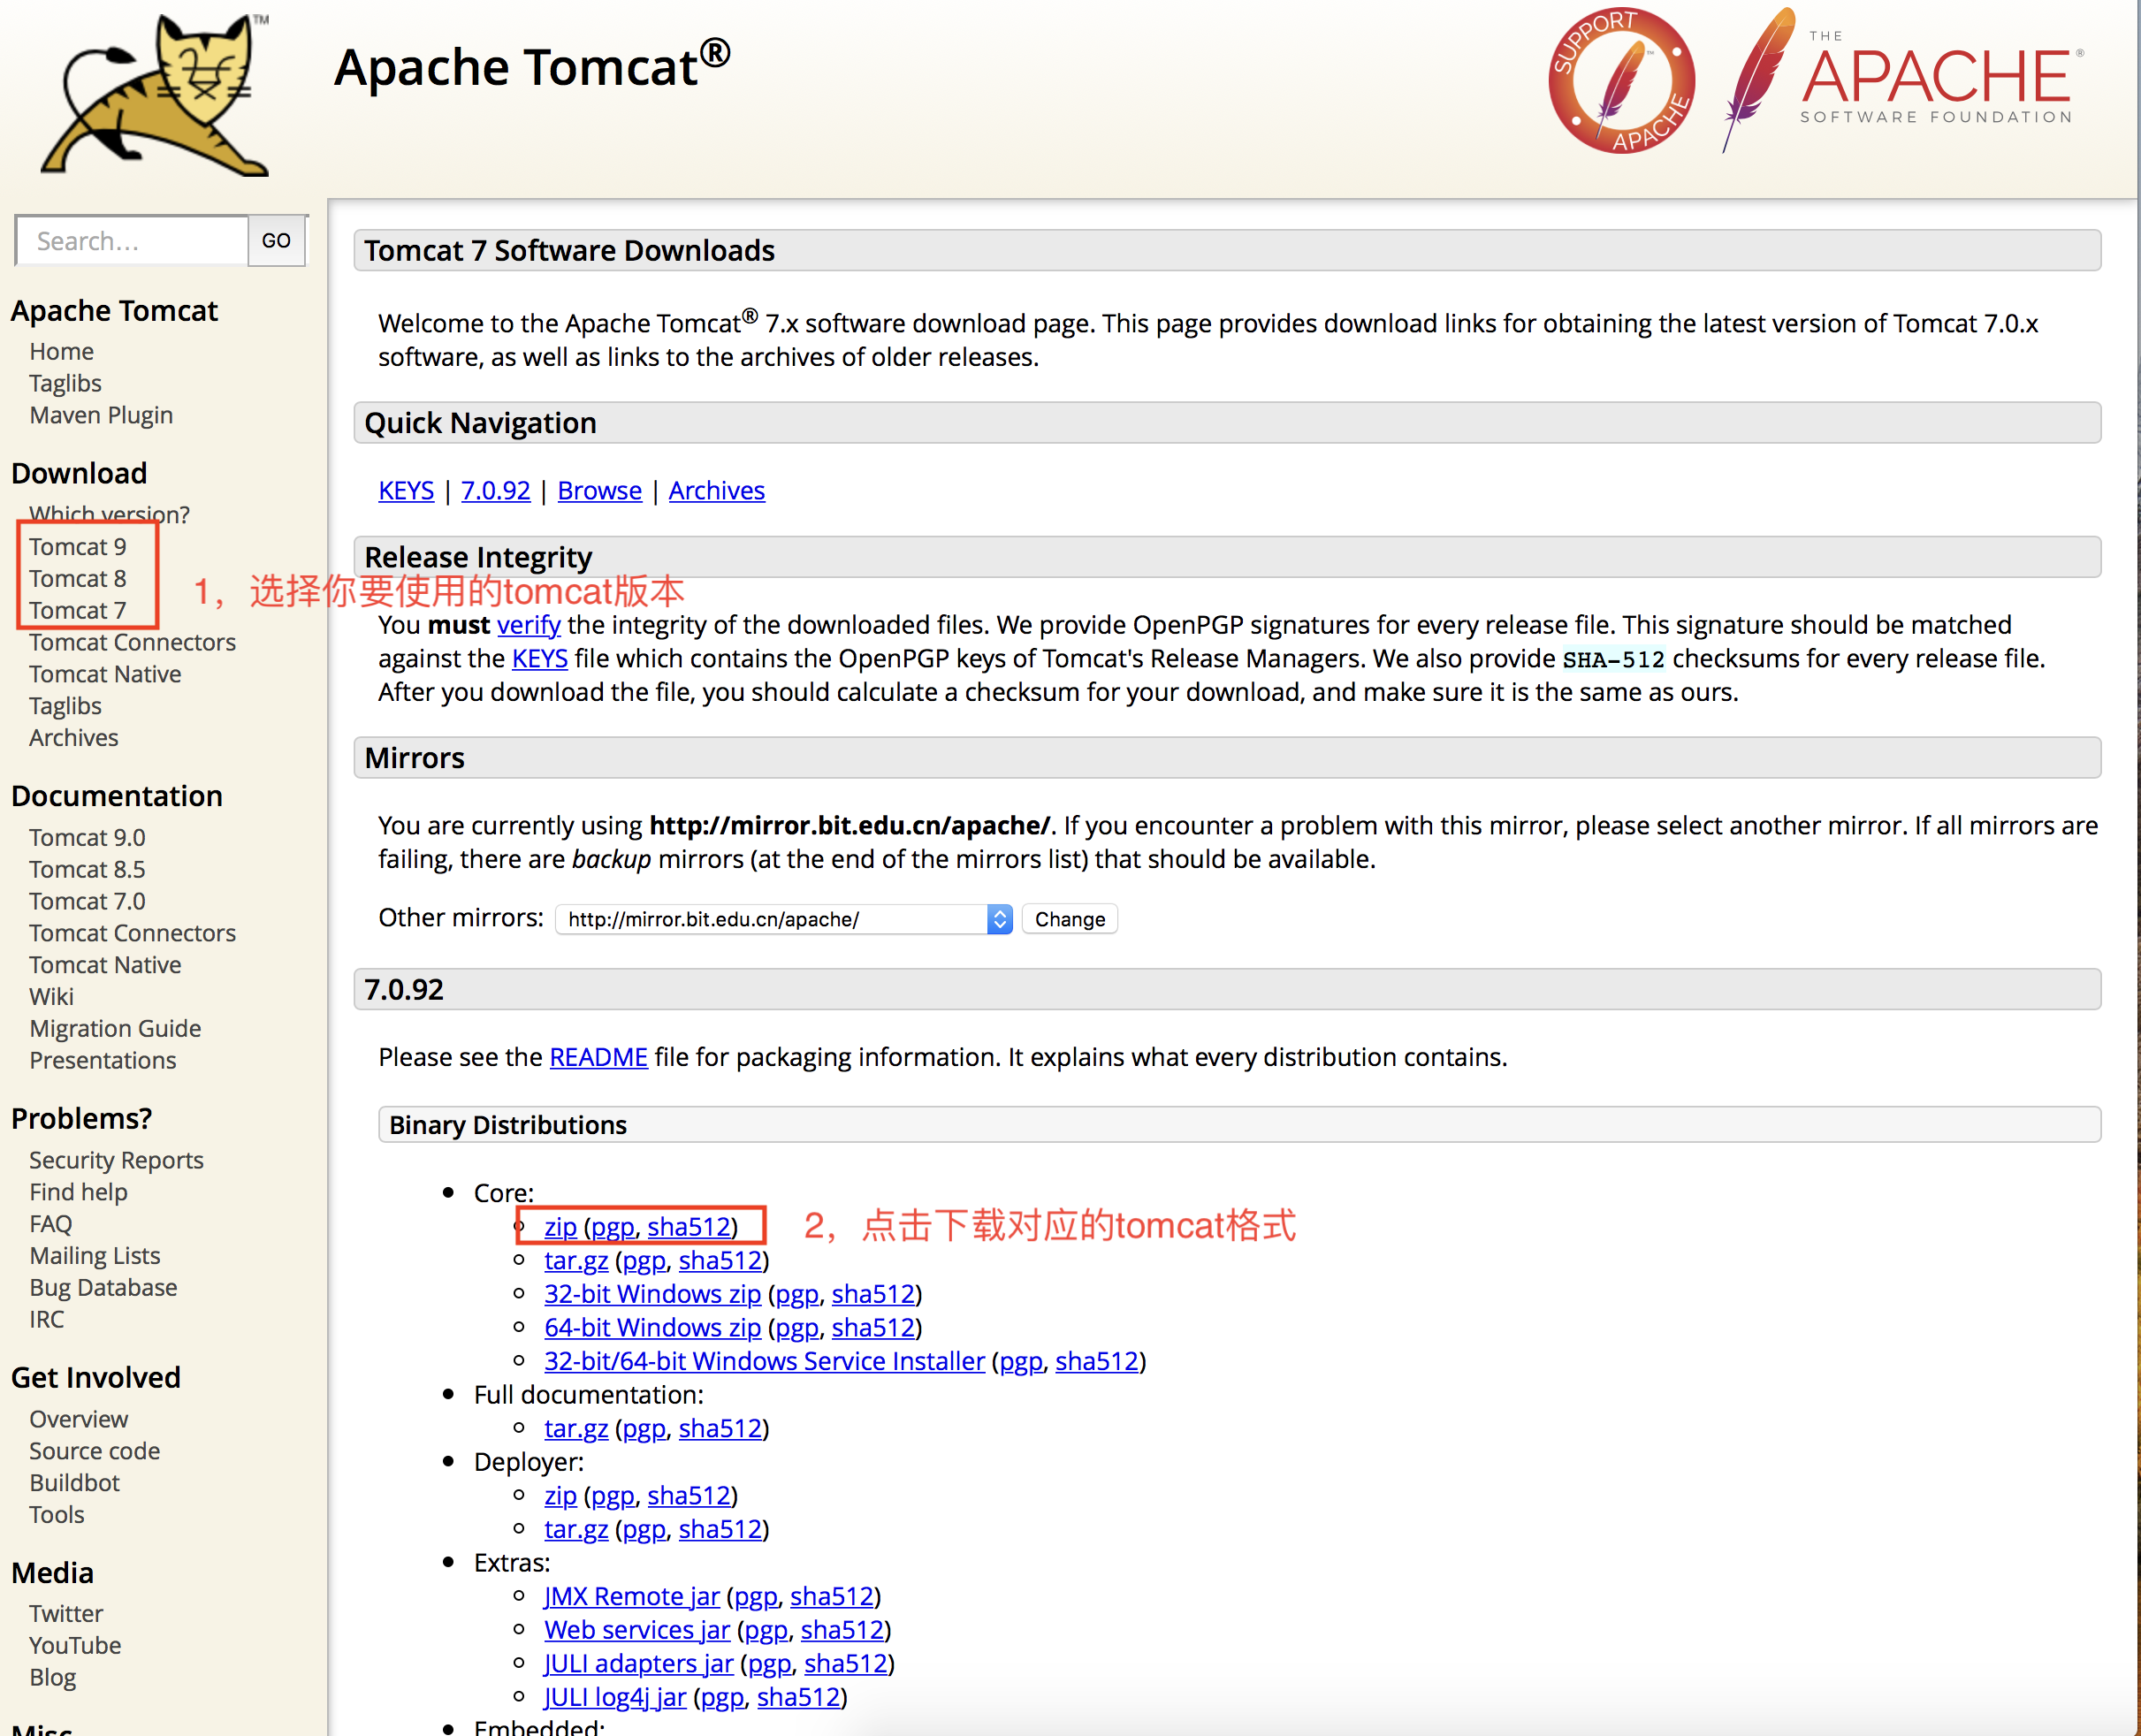 TM
Apache Tomcat®
SUPPORT APACHE
THE
APACHE®
SOFTWARE FOUNDATION
Search…
GO
Apache Tomcat
Home
Taglibs
Maven Plugin
Download
Which version?
Tomcat 9
Tomcat 8
Tomcat 7
1，选择你要使用的tomcat版本
Tomcat Connectors
Tomcat Native
Taglibs
Archives
Documentation
Tomcat 9.0
Tomcat 8.5
Tomcat 7.0
Tomcat Connectors
Tomcat Native
Wiki
Migration Guide
Presentations
Problems?
Security Reports
Find help
FAQ
Mailing Lists
Bug Database
IRC
Get Involved
Overview
Source code
Buildbot
Tools
Media
Twitter
YouTube
Blog
Misc
Tomcat 7 Software Downloads
Welcome to the Apache Tomcat® 7.x software download page. This page provides download links for obtaining the latest version of Tomcat 7.0.x
software, as well as links to the archives of older releases.
Quick Navigation
KEYS | 7.0.92 | Browse | Archives
Release Integrity
You must verify the integrity of the downloaded files. We provide OpenPGP signatures for every release file. This signature should be matched
against the KEYS file which contains the OpenPGP keys of Tomcat's Release Managers. We also provide SHA-512 checksums for every release file.
After you download the file, you should calculate a checksum for your download, and make sure it is the same as ours.
Mirrors
You are currently using http://mirror.bit.edu.cn/apache/. If you encounter a problem with this mirror, please select another mirror. If all mirrors are
failing, there are backup mirrors (at the end of the mirrors list) that should be available.
Other mirrors: http://mirror.bit.edu.cn/apache/ Change
7.0.92
Please see the README file for packaging information. It explains what every distribution contains.
Binary Distributions
Core:
zip (pgp, sha512)
2，点击下载对应的tomcat格式
tar.gz (pgp, sha512)
32-bit Windows zip (pgp, sha512)
64-bit Windows zip (pgp, sha512)
32-bit/64-bit Windows Service Installer (pgp, sha512)
Full documentation:
tar.gz (pgp, sha512)
Deployer:
zip (pgp, sha512)
tar.gz (pgp, sha512)
Extras:
JMX Remote jar (pgp, sha512)
Web services jar (pgp, sha512)
JULI adapters jar (pgp, sha512)
JULI log4j jar (pgp, sha512)
Embedded: